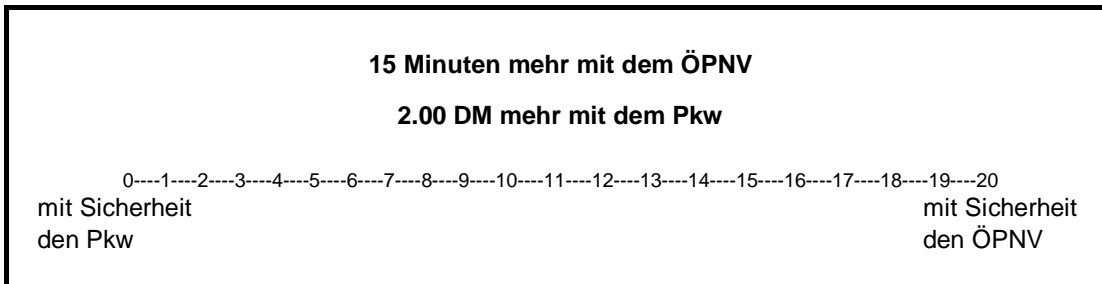 15 Minuten mehr mit dem ÖPNV
2.00 DM mehr mit dem Pkw
0----1----2----3----4----5----6----7----8----9----10----11----12----13----14----15----16----17----18----19----20
mit Sicherheit mit Sicherheit
den Pkw den ÖPNV